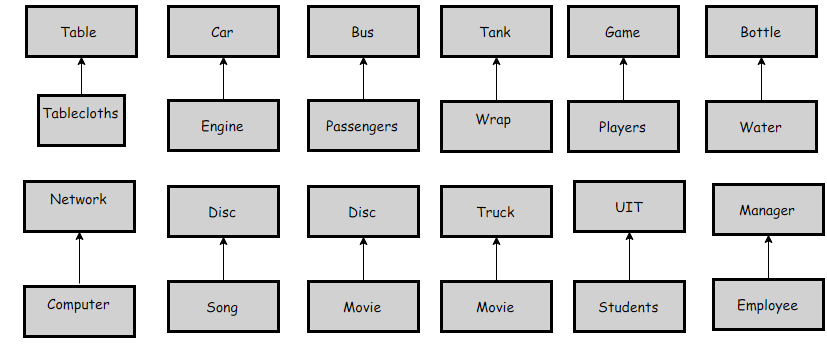 Table
Car
Bus
Tank
Game
Bottle
Tablecloths
Engine
Passengers
Wrap
Players
Water
Network
Disc
Disc
Truck
UIT
Manager
Computer
Song
Movie
Movie
Students
Employee